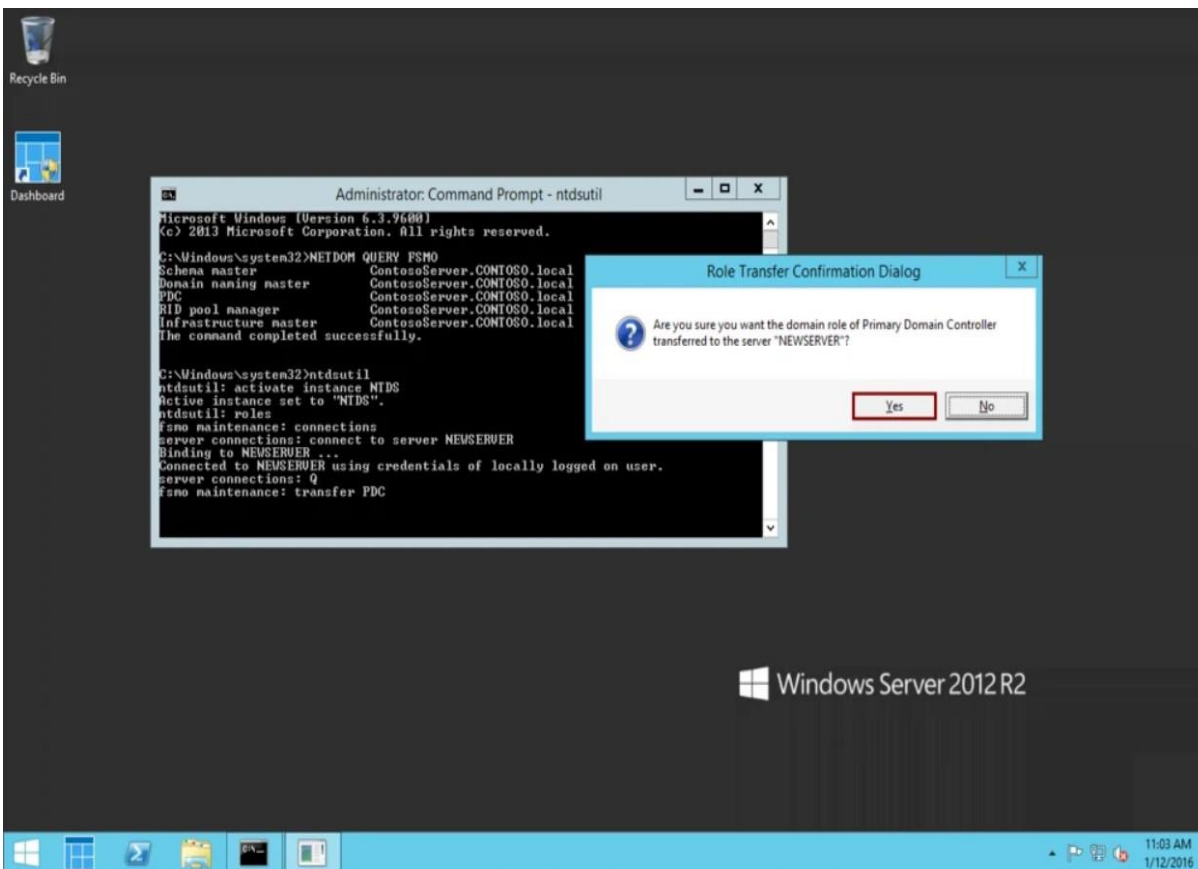 Recycle Bin
Dashboard
Administrator: Command Prompt - ntdsutil
Microsoft Windows [Version 6.3.9600]
(c) 2013 Microsoft Corporation. All rights reserved.
C:\Windows\system32>NETDOM QUERY FSMO
Schema master ContosoServer.CONTOSO.local
Domain naming master ContosoServer.CONTOSO.local
PDC ContosoServer.CONTOSO.local
RID pool manager ContosoServer.CONTOSO.local
Infrastructure master ContosoServer.CONTOSO.local
The command completed successfully.
C:\Windows\system32>ntdsutil
ntdsutil: activate instance NTDS
Active instance set to "NTDS".
ntdsutil: roles
fsmo maintenance: connections
server connections: connect to server NEWSERVER
Binding to NEWSERVER ...
Connected to NEWSERVER using credentials of locally logged on user.
server connections: Q
fsmo maintenance: transfer PDC
Role Transfer Confirmation Dialog
Are you sure you want the domain role of Primary Domain Controller
transferred to the server "NEWSERVER"?
Yes No
Windows Server 2012 R2
11:03 AM
1/12/2016